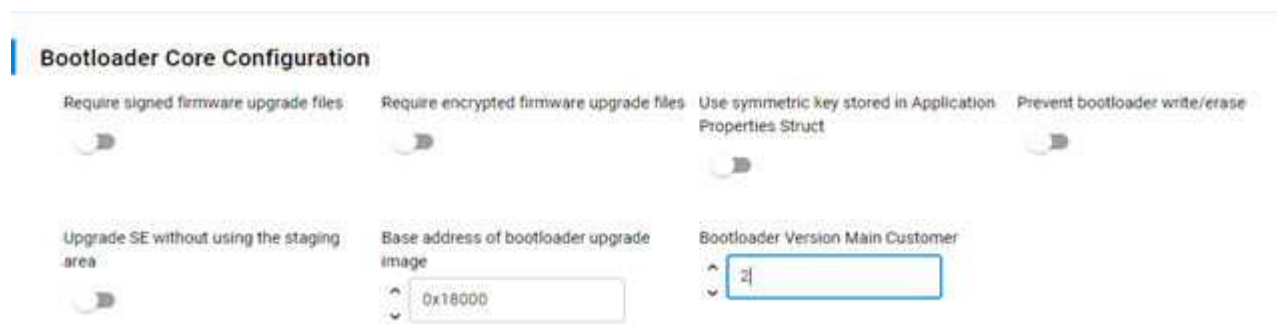 Bootloader Core Configuration
Require signed firmware upgrade files
Require encrypted firmware upgrade files
Use symmetric key stored in Application
Properties Struct
Prevent bootloader write/erase
Upgrade SE without using the staging
area
Base address of bootloader upgrade
image
0x18000
Bootloader Version Main Customer
2